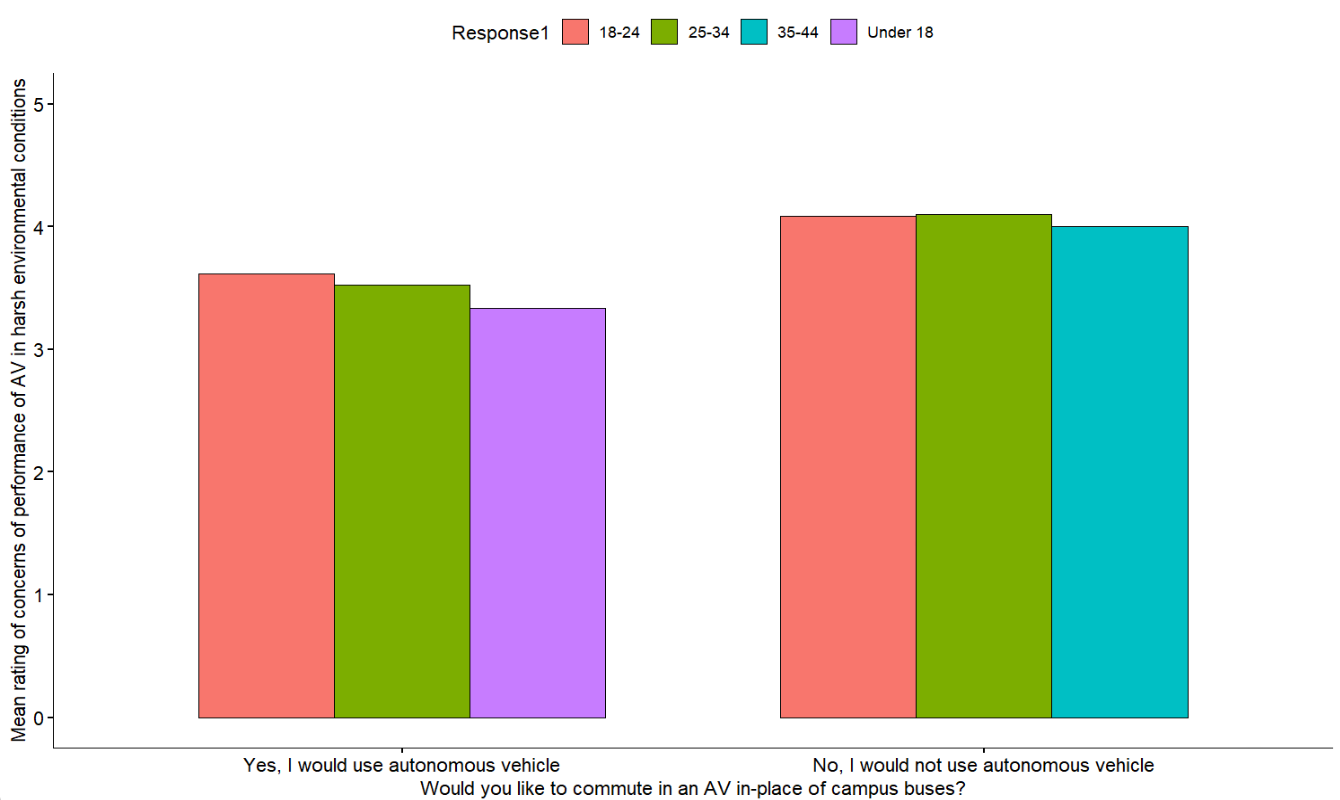 Response1 18-24 25-34 35-44 Under 18
Mean rating of concerns of performance of AV in harsh environmental conditions
5
4
3
2
1
0
Yes, I would use autonomous vehicle No, I would not use autonomous vehicle
Would you like to commute in an AV in-place of campus buses?